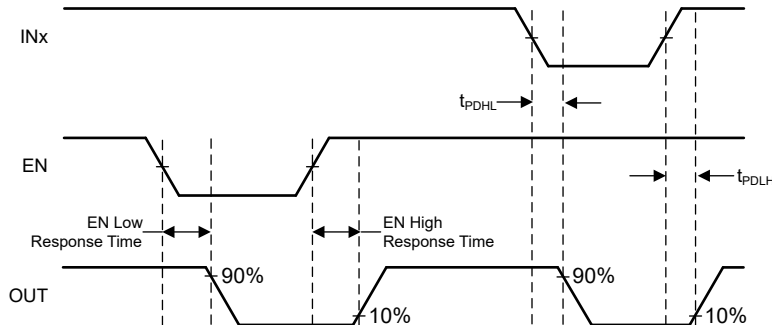 INx
tPDHL
EN
tPDLH
EN Low
Response Time
EN High
Response Time
90%
90%
OUT
10%
10%